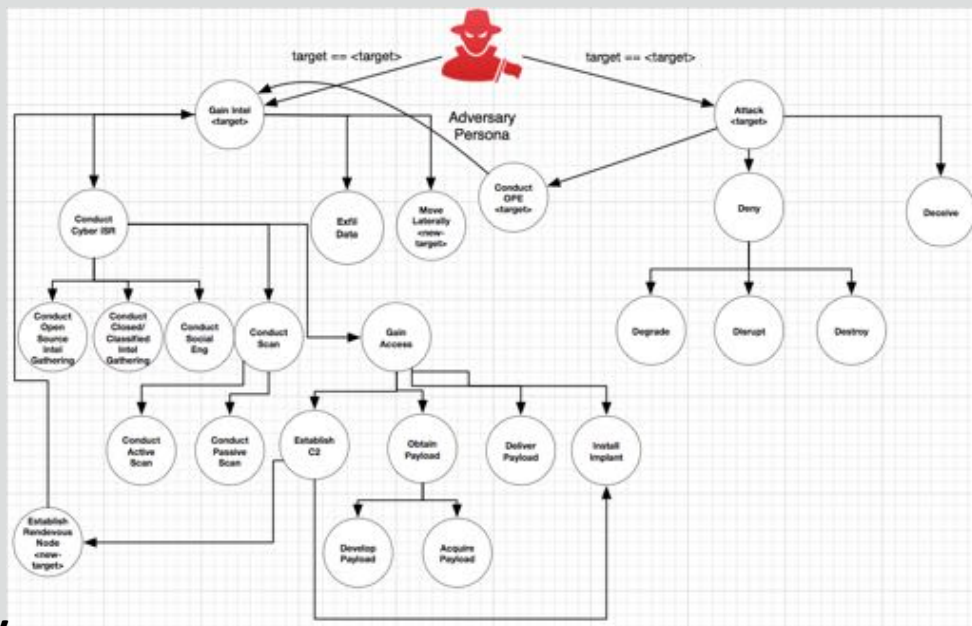 target == <target>
target == <target>
Gain Intel
<target>
Adversary
Persona
Attack
<target>
Conduct
Cyber ISR
Exfil
Data
Move
Laterally
<new-
target>
Conduct
OPE
<target>
Deny
Deceive
Conduct
Open
Source
Intel
Gathering
Conduct
Closed/
Classified
Intel
Gathering
Conduct
Social
Eng
Conduct
Scan
Gain
Access
Degrade
Disrupt
Destroy
Conduct
Active
Scan
Conduct
Passive
Scan
Establish
C2
Obtain
Payload
Deliver
Payload
Install
Implant
Establish
Rendevous
Node
<new-
target>
Develop
Payload
Acquire
Payload